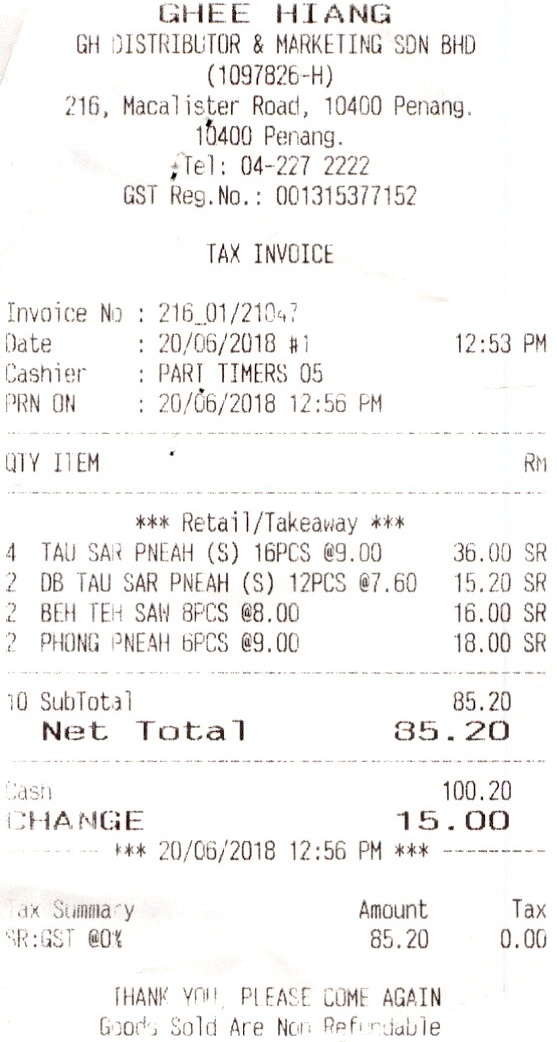 GHEE HIANG
GH DISTRIBUTOR & MARKETING SDN BHD
(1097826-H)
216, Macalister Road, 10400 Penang.
10400 Penang.
Tel: 04-227 2222
GST Reg.No.: 001315377152
TAX INVOICE
Invoice No : 216_01/21047
Date : 20/06/2018 #1 12:53 PM
Cashier : PART TIMERS 05
PRN ON : 20/06/2018 12:56 PM
QTY ITEM RM
*** Retail/Takeaway ***
4 TAU SAR PNEAH (S) 16PCS @9.00 36.00 SR
2 DB TAU SAR PNEAH (S) 12PCS @7.60 15.20 SR
2 BEH TEH SAW 8PCS @8.00 16.00 SR
2 PHONG PNEAH 6PCS @9.00 18.00 SR
10 SubTotal 85.20
Net Total 85.20
Cash 100.20
CHANGE 15.00
*** 20/06/2018 12:56 PM ***
Tax Summary Amount Tax
SR:GST @0% 85.20 0.00
THANK YOU, PLEASE COME AGAIN
Goods Sold Are Non Refundable